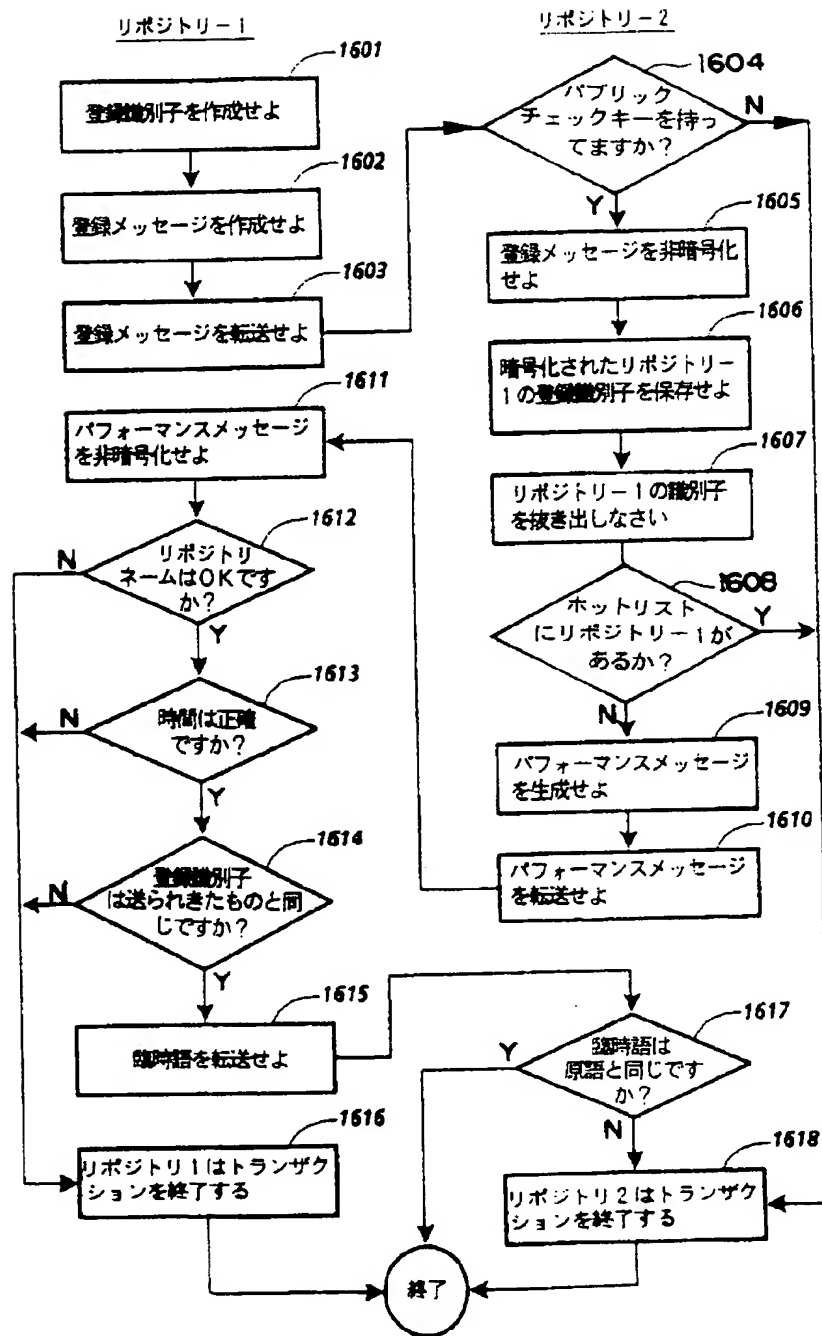 リポジトリー1
リポジトリー2
1601
登録識別子を作成せよ
1602
登録メッセージを作成せよ
1603
登録メッセージを転送せよ
1604
パブリック
チェックキーを持っ
てますか?
N
Y
1605
登録メッセージを非暗号化
せよ
1606
暗号化されたリポジトリー
1の登録識別子を保存せよ
1607
リポジトリー1の識別子
を抜き出しなさい
1608
ホットリスト
にリポジトリー1が
あるか?
Y
N
1609
パフォーマンスメッセージ
を生成せよ
1610
パフォーマンスメッセージ
を転送せよ
1611
パフォーマンスメッセージ
を非暗号化せよ
1612
リポジトリ
ネームはOKです
か?
N
Y
1613
時間は正確
ですか?
N
Y
1614
登録識別子
は送られきたものと同
じですか?
N
Y
1615
臨時語を転送せよ
1617
臨時語は
原語と同じです
か?
Y
N
1616
リポジトリ1はトランザク
ションを終了する
1618
リポジトリ2はトランザク
ションを終了する
終了